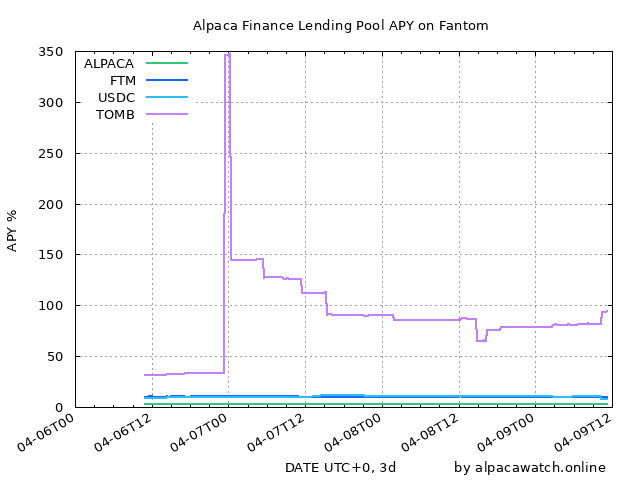 Alpaca Finance Lending Pool APY on Fantom
350
300
250
200
150
100
50
0
APY %
ALPACA
FTM
USDC
TOMB
04-06T00
04-06T12
04-07T00
04-07T12
04-08T00
04-08T12
04-09T00
04-09T12
DATE UTC+0, 3d
by alpacawatch.online